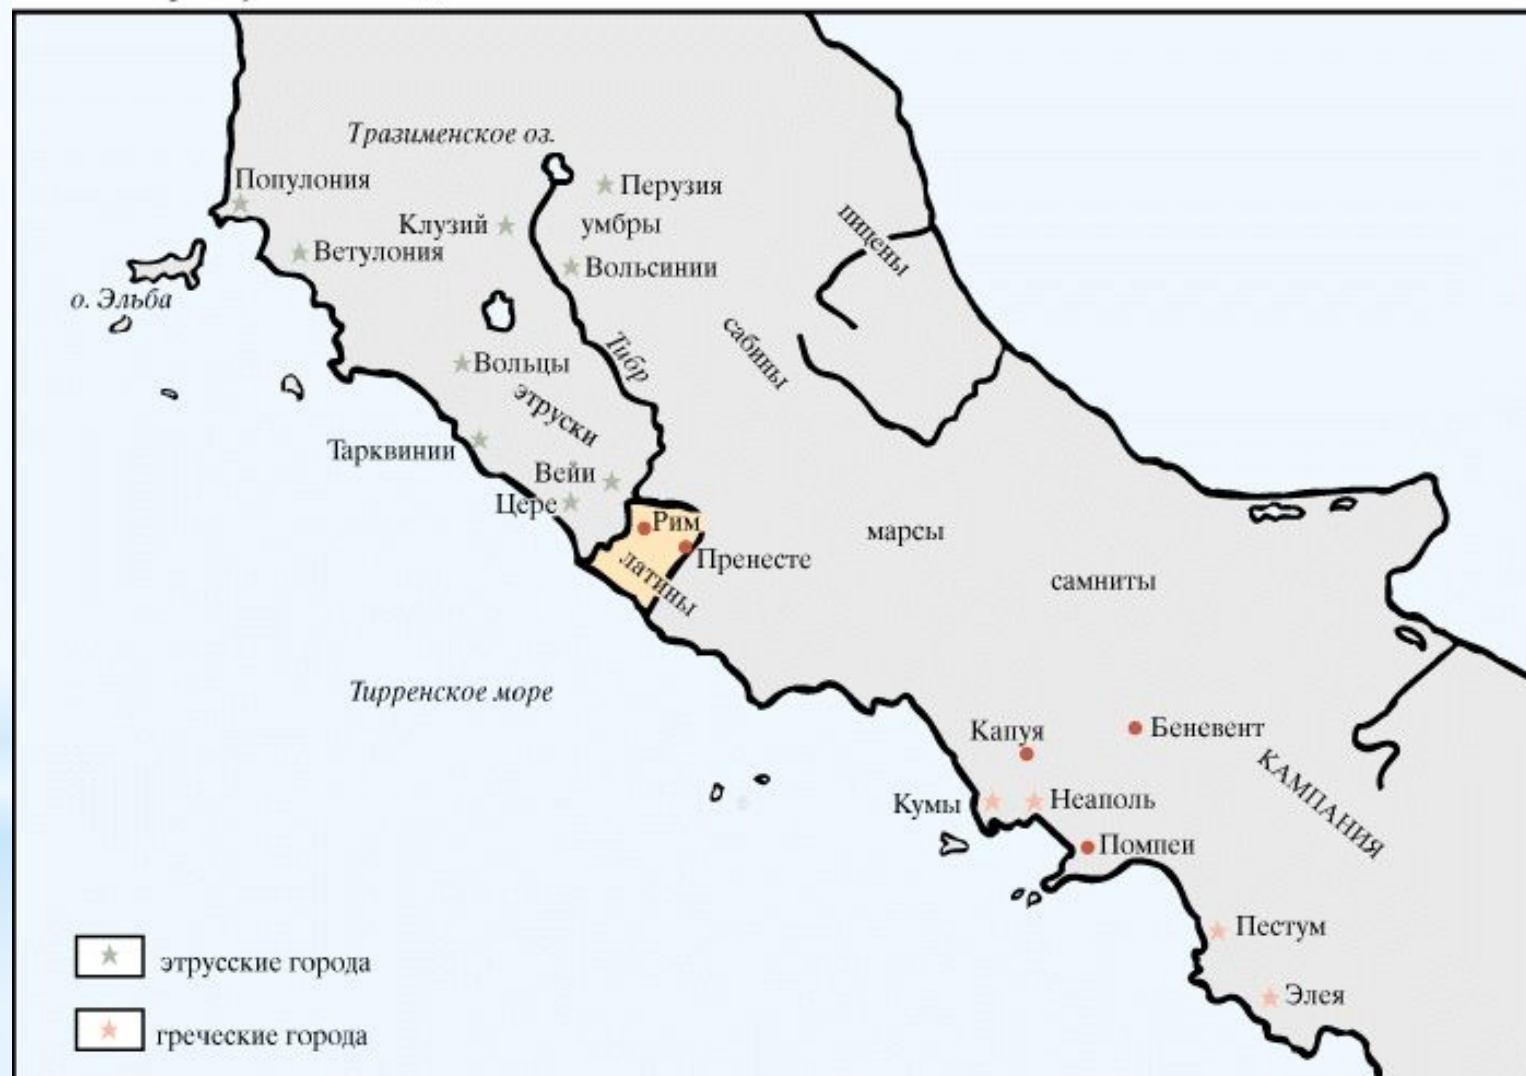 Тразименское оз.
Популония
Перузия
Клузий
умбры
пицены
Ветулония
Вольсинии
о. Эльба
сабины
Тибр
Вольцы
этруски
Тарквинии
Вейи
Цере
Рим
Пренесте
латины
марсы
самниты
Тирренское море
Капуя
Беневент
КАМПАНИЯ
Кумы
Неаполь
Помпеи
Пестум
Элея
этрусские города
греческие города